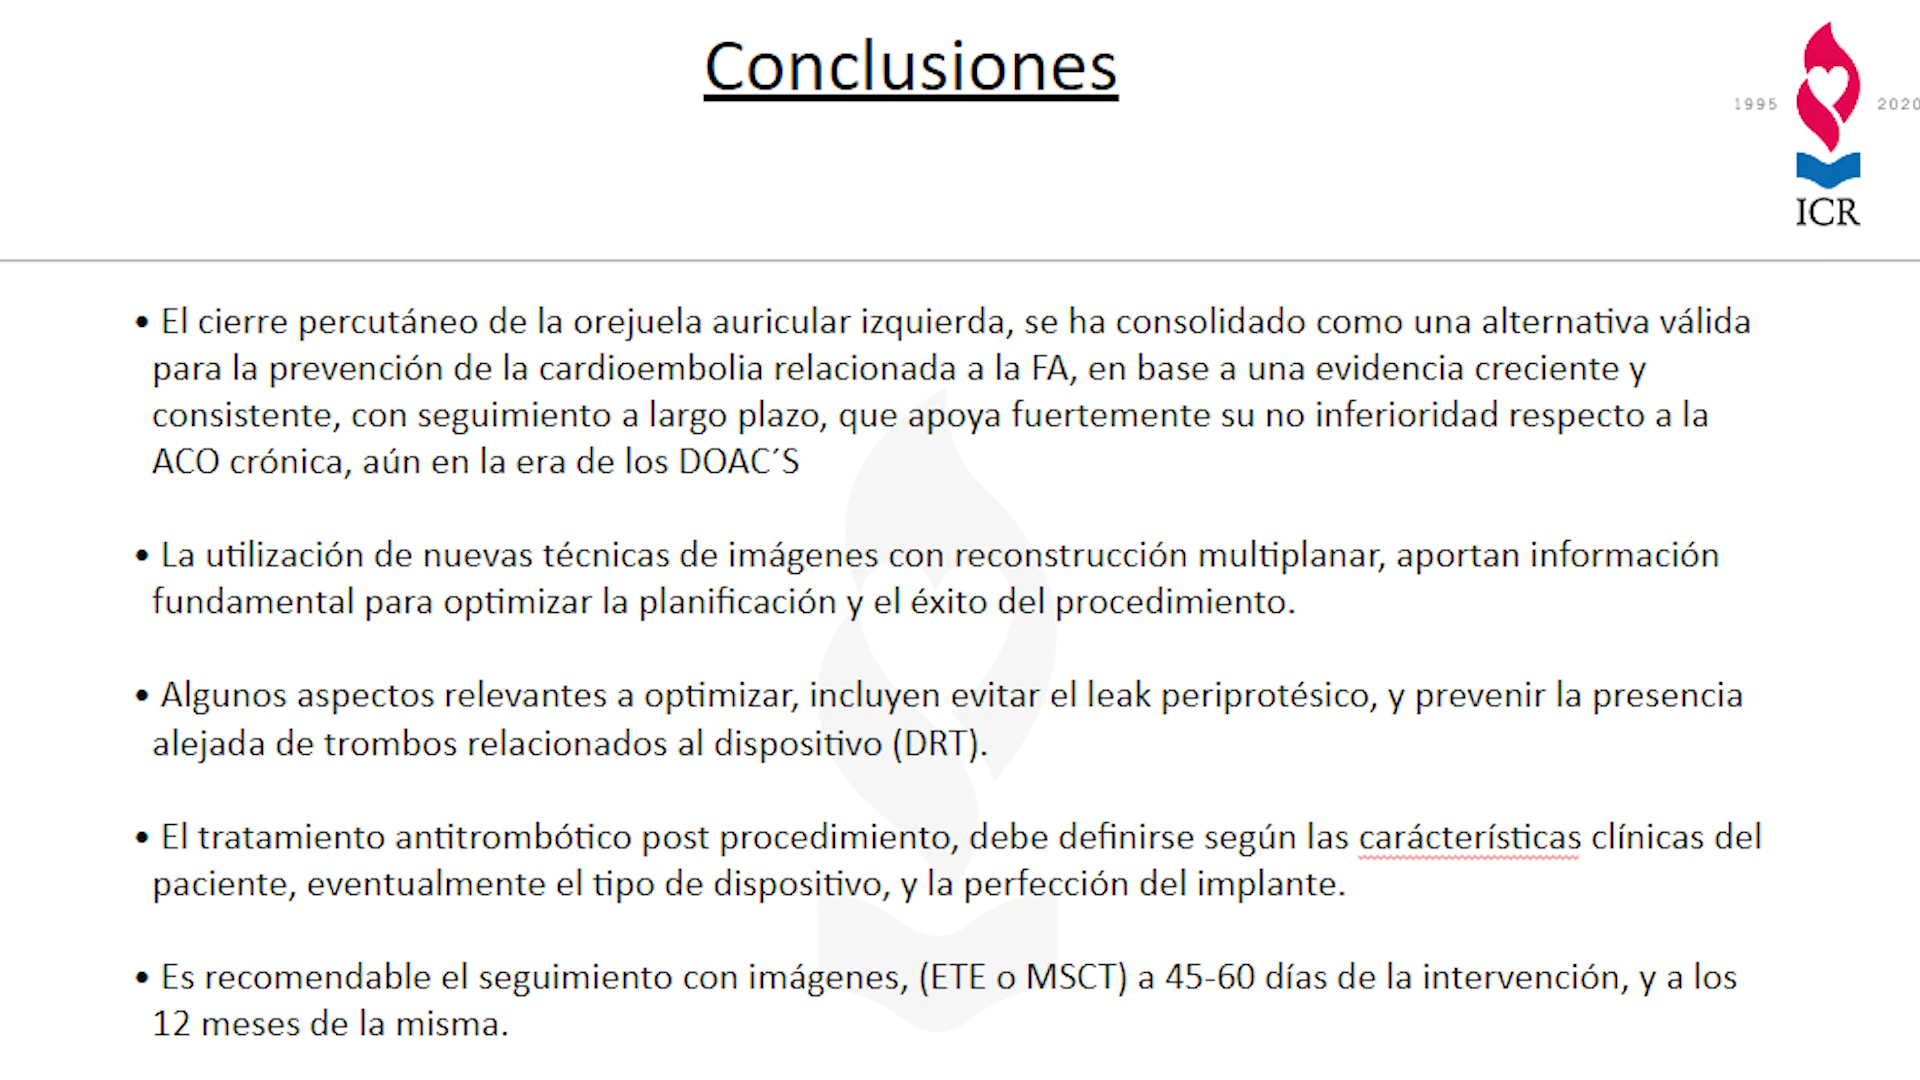 Conclusiones
1995
2020
ICR
• El cierre percutáneo de la orejuela auricular izquierda, se ha consolidado como una alternativa válida
para la prevención de la cardioembolia relacionada a la FA, en base a una evidencia creciente y
consistente, con seguimiento a largo plazo, que apoya fuertemente su no inferioridad respecto a la
ACO crónica, aún en la era de los DOAC´S
• La utilización de nuevas técnicas de imágenes con reconstrucción multiplanar, aportan información
fundamental para optimizar la planificación y el éxito del procedimiento.
• Algunos aspectos relevantes a optimizar, incluyen evitar el leak periprotésico, y prevenir la presencia
alejada de trombos relacionados al dispositivo (DRT).
• El tratamiento antitrombótico post procedimiento, debe definirse según las carácterísticas clínicas del
paciente, eventualmente el tipo de dispositivo, y la perfección del implante.
• Es recomendable el seguimiento con imágenes, (ETE o MSCT) a 45-60 días de la intervención, y a los
12 meses de la misma.